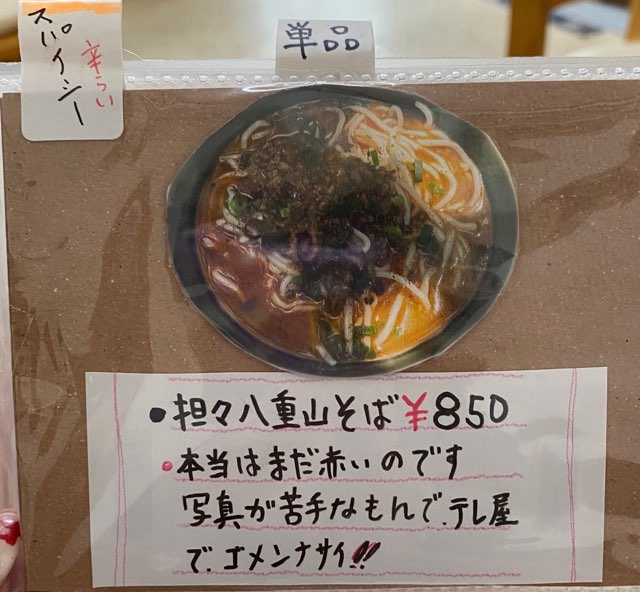 スパイシー
辛らい
単品
●担々八重山そば¥850
●本当はまだ赤いのです
写真が苦手なもんで、テレ屋
で、ゴメンナサイ!!